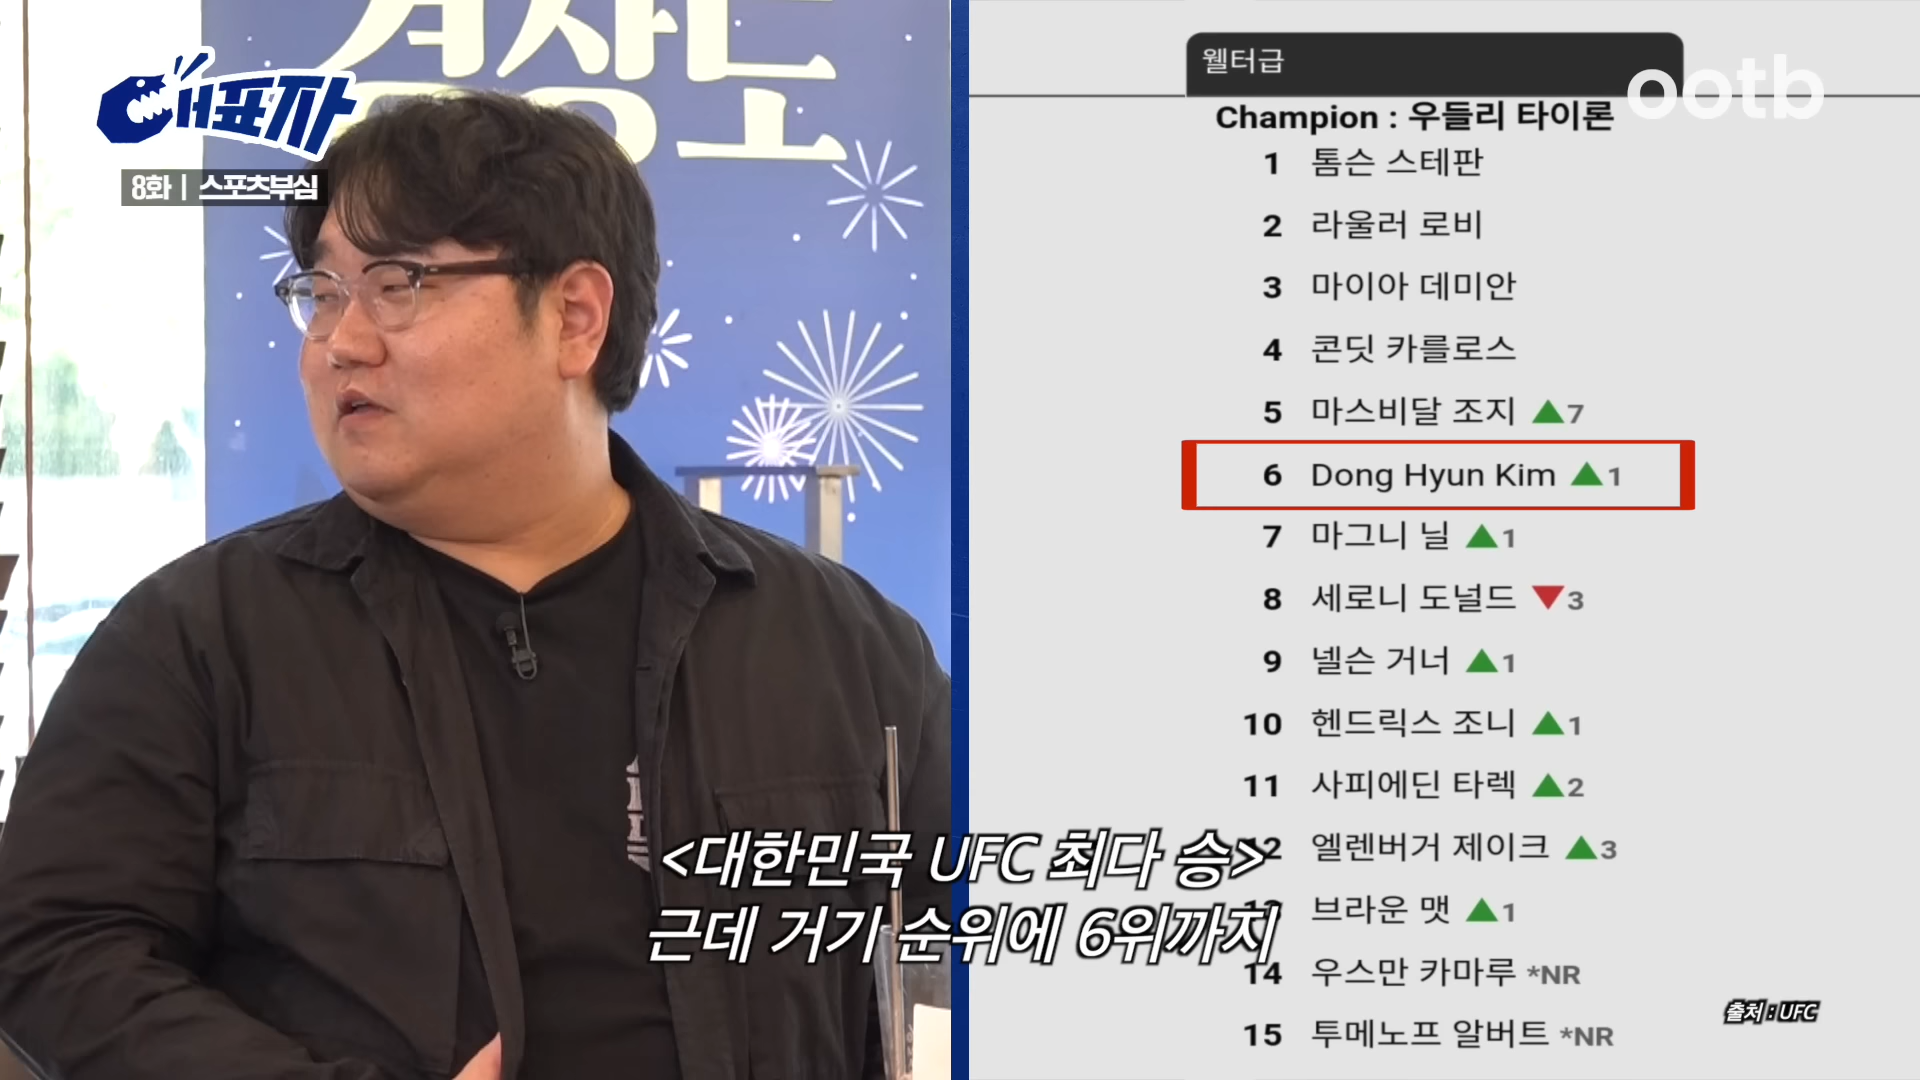 경상도
대표자
8화 | 스포츠부심
ootb
웰터급
Champion : 우들리 타이론
1 톰슨 스테판
2 라울러 로비
3 마이아 데미안
4 콘딧 카를로스
5 마스비달 조지 ▲7
6 Dong Hyun Kim ▲1
7 마그니 닐 ▲1
8 세로니 도널드 ▼3
9 넬슨 거너 ▲1
10 헨드릭스 조니 ▲1
11 사피에딘 타렉 ▲2
12 엘렌버거 제이크 ▲3
13 브라운 맷 ▲1
14 우스만 카마루 *NR
15 투메노프 알버트 *NR
<대한민국 UFC 최다 승>
근데 거기 순위에 6위까지
출처 : UFC